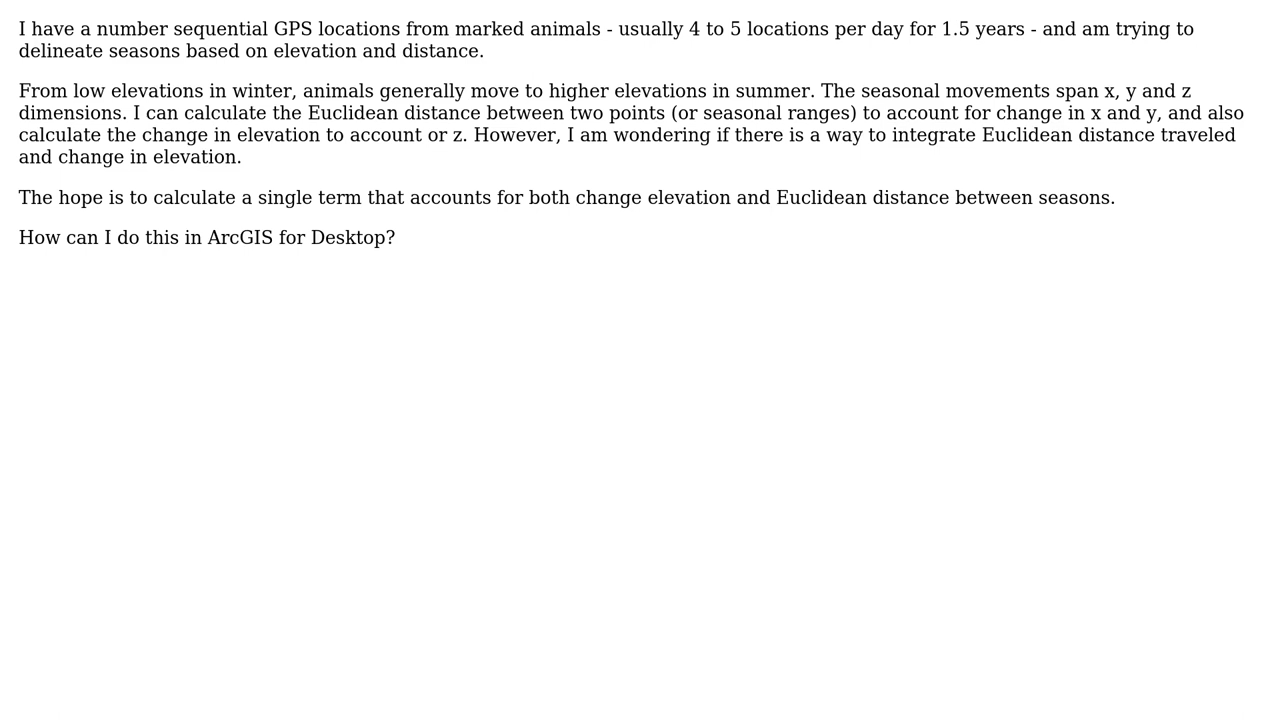 I have a number sequential GPS locations from marked animals - usually 4 to 5 locations per day for 1.5 years - and am trying to
delineate seasons based on elevation and distance.
From low elevations in winter, animals generally move to higher elevations in summer. The seasonal movements span x, y and z
dimensions. I can calculate the Euclidean distance between two points (or seasonal ranges) to account for change in x and y, and also
calculate the change in elevation to account or z. However, I am wondering if there is a way to integrate Euclidean distance traveled
and change in elevation.
The hope is to calculate a single term that accounts for both change elevation and Euclidean distance between seasons.
How can I do this in ArcGIS for Desktop?